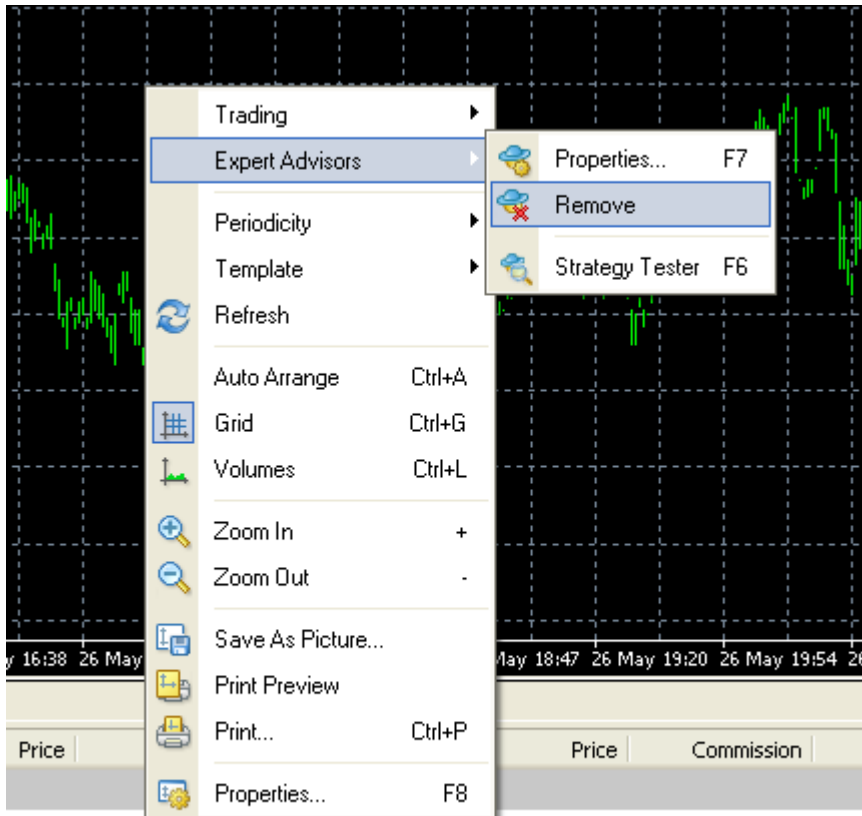 Trading
Expert Advisors
Properties... F7
Remove
Strategy Tester F6
Periodicity
Template
Refresh
Auto Arrange Ctrl+A
Grid Ctrl+G
Volumes Ctrl+L
Zoom In +
Zoom Out -
Save As Picture...
Print Preview
Print... Ctrl+P
Properties... F8
16:38 26 May May 18:47 26 May 19:20 26 May 19:54
Price Price Commission